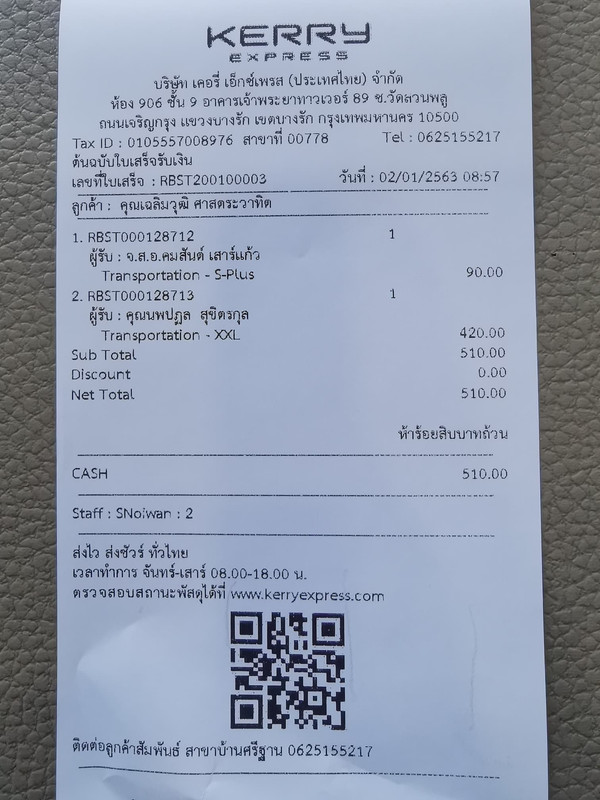 KERRY
EXPRESS
บริษัท เคอรี่ เอ็กซ์เพรส (ประเทศไทย) จำกัด
ห้อง 906 ชั้น 9 อาคารเจ้าพระยาทาวเวอร์ 89 ซ.วัดสวนพลู
ถนนเจริญกรุง แขวงบางรัก เขตบางรัก กรุงเทพมหานคร 10500
Tax ID : 0105557008976 สาขาที่ 00778 Tel : 0625155217
ต้นฉบับใบเสร็จรับเงิน
เลขที่ใบเสร็จ : RBST200100003 วันที่ : 02/01/2563 08:57
ลูกค้า : คุณเฉลิมวุฒิ ศาสตระวาทิต
1. RBST000128712 1
ผู้รับ : จ.ส.อ.คมสันต์ เสาร์แก้ว
Transportation - S-Plus 90.00
2. RBST000128713 1
ผู้รับ : คุณนพปฎล สุขิตรกุล
Transportation - XXL 420.00
Sub Total 510.00
Discount 0.00
Net Total 510.00
ห้าร้อยสิบบาทถ้วน
CASH 510.00
Staff : SNoiwan : 2
ส่งไว ส่งชัวร์ ทั่วไทย
เวลาทำการ จันทร์-เสาร์ 08.00-18.00 น.
ตรวจสอบสถานะพัสดุได้ที่ www.kerryexpress.com
ติดต่อลูกค้าสัมพันธ์ สาขาบ้านศรีฐาน 0625155217